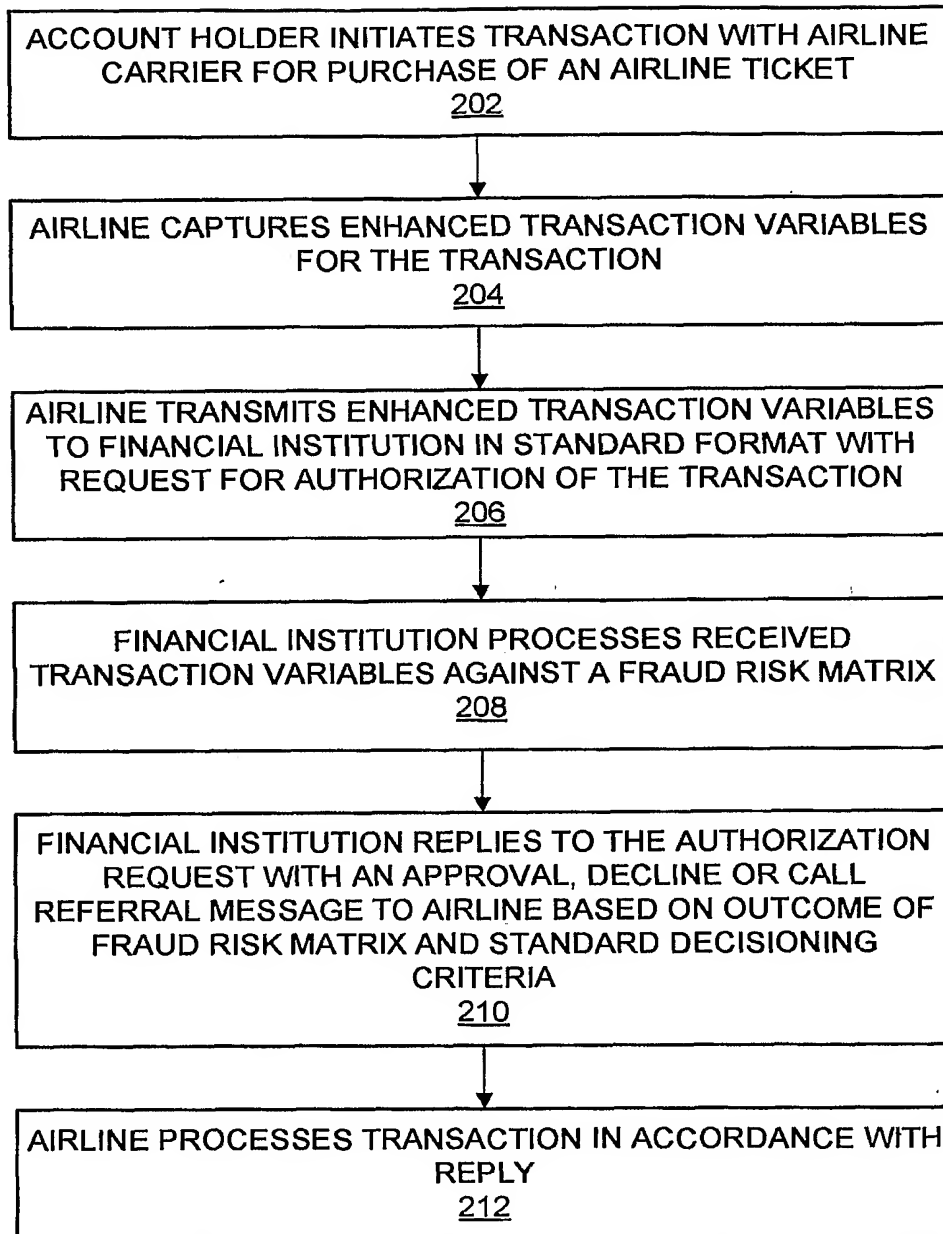 ACCOUNT HOLDER INITIATES TRANSACTION WITH AIRLINE
CARRIER FOR PURCHASE OF AN AIRLINE TICKET
202
AIRLINE CAPTURES ENHANCED TRANSACTION VARIABLES
FOR THE TRANSACTION
204
AIRLINE TRANSMITS ENHANCED TRANSACTION VARIABLES
TO FINANCIAL INSTITUTION IN STANDARD FORMAT WITH
REQUEST FOR AUTHORIZATION OF THE TRANSACTION
206
FINANCIAL INSTITUTION PROCESSES RECEIVED
TRANSACTION VARIABLES AGAINST A FRAUD RISK MATRIX
208
FINANCIAL INSTITUTION REPLIES TO THE AUTHORIZATION
REQUEST WITH AN APPROVAL, DECLINE OR CALL
REFERRAL MESSAGE TO AIRLINE BASED ON OUTCOME OF
FRAUD RISK MATRIX AND STANDARD DECISIONING
CRITERIA
210
AIRLINE PROCESSES TRANSACTION IN ACCORDANCE WITH
REPLY
212